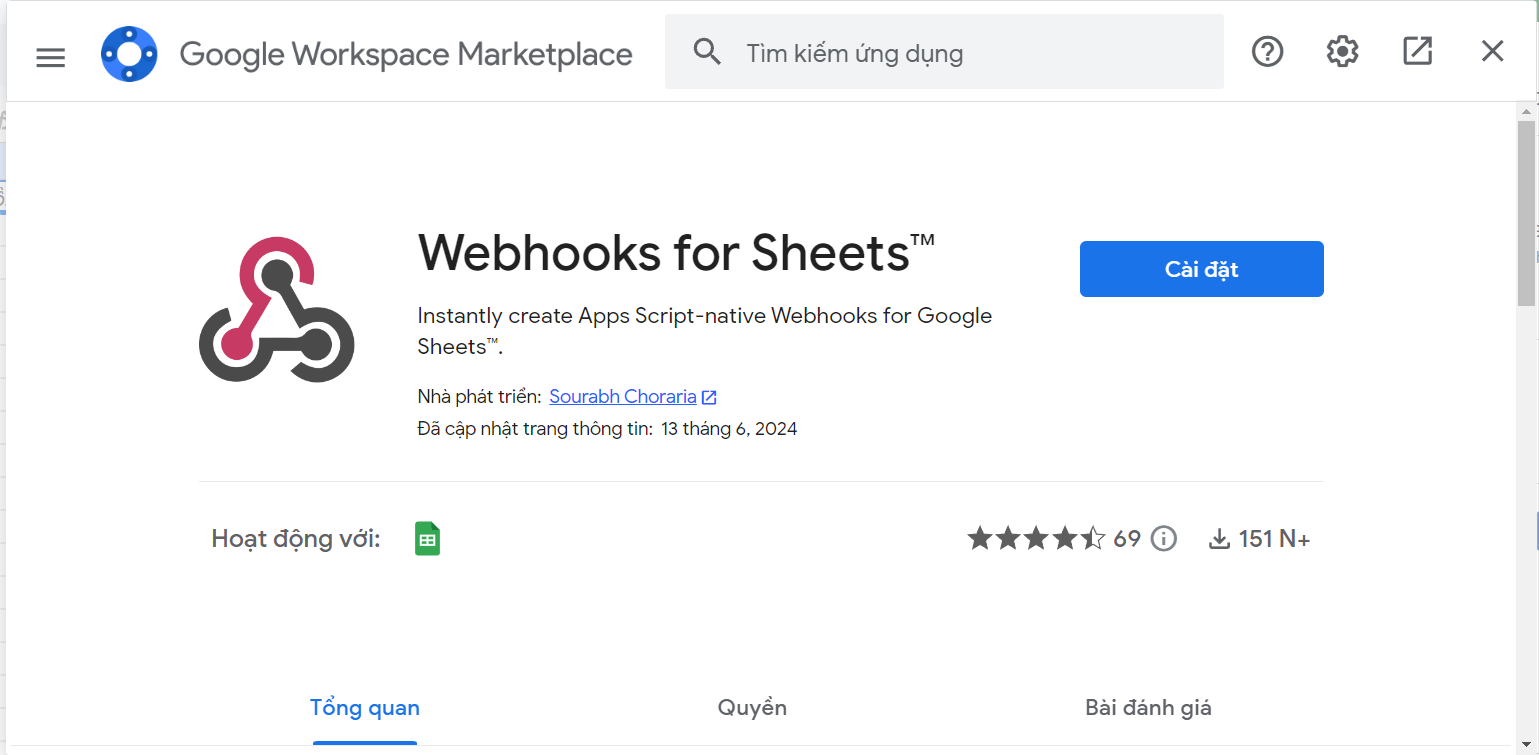 Google Workspace Marketplace
Tìm kiếm ứng dụng
Webhooks for Sheets™
Cài đặt
Instantly create Apps Script-native Webhooks for Google
Sheets™.
Nhà phát triển: Sourabh Choraria
Đã cập nhật trang thông tin: 13 tháng 6, 2024
Hoạt động với:
69
151 N+
Tổng quan
Quyền
Bài đánh giá